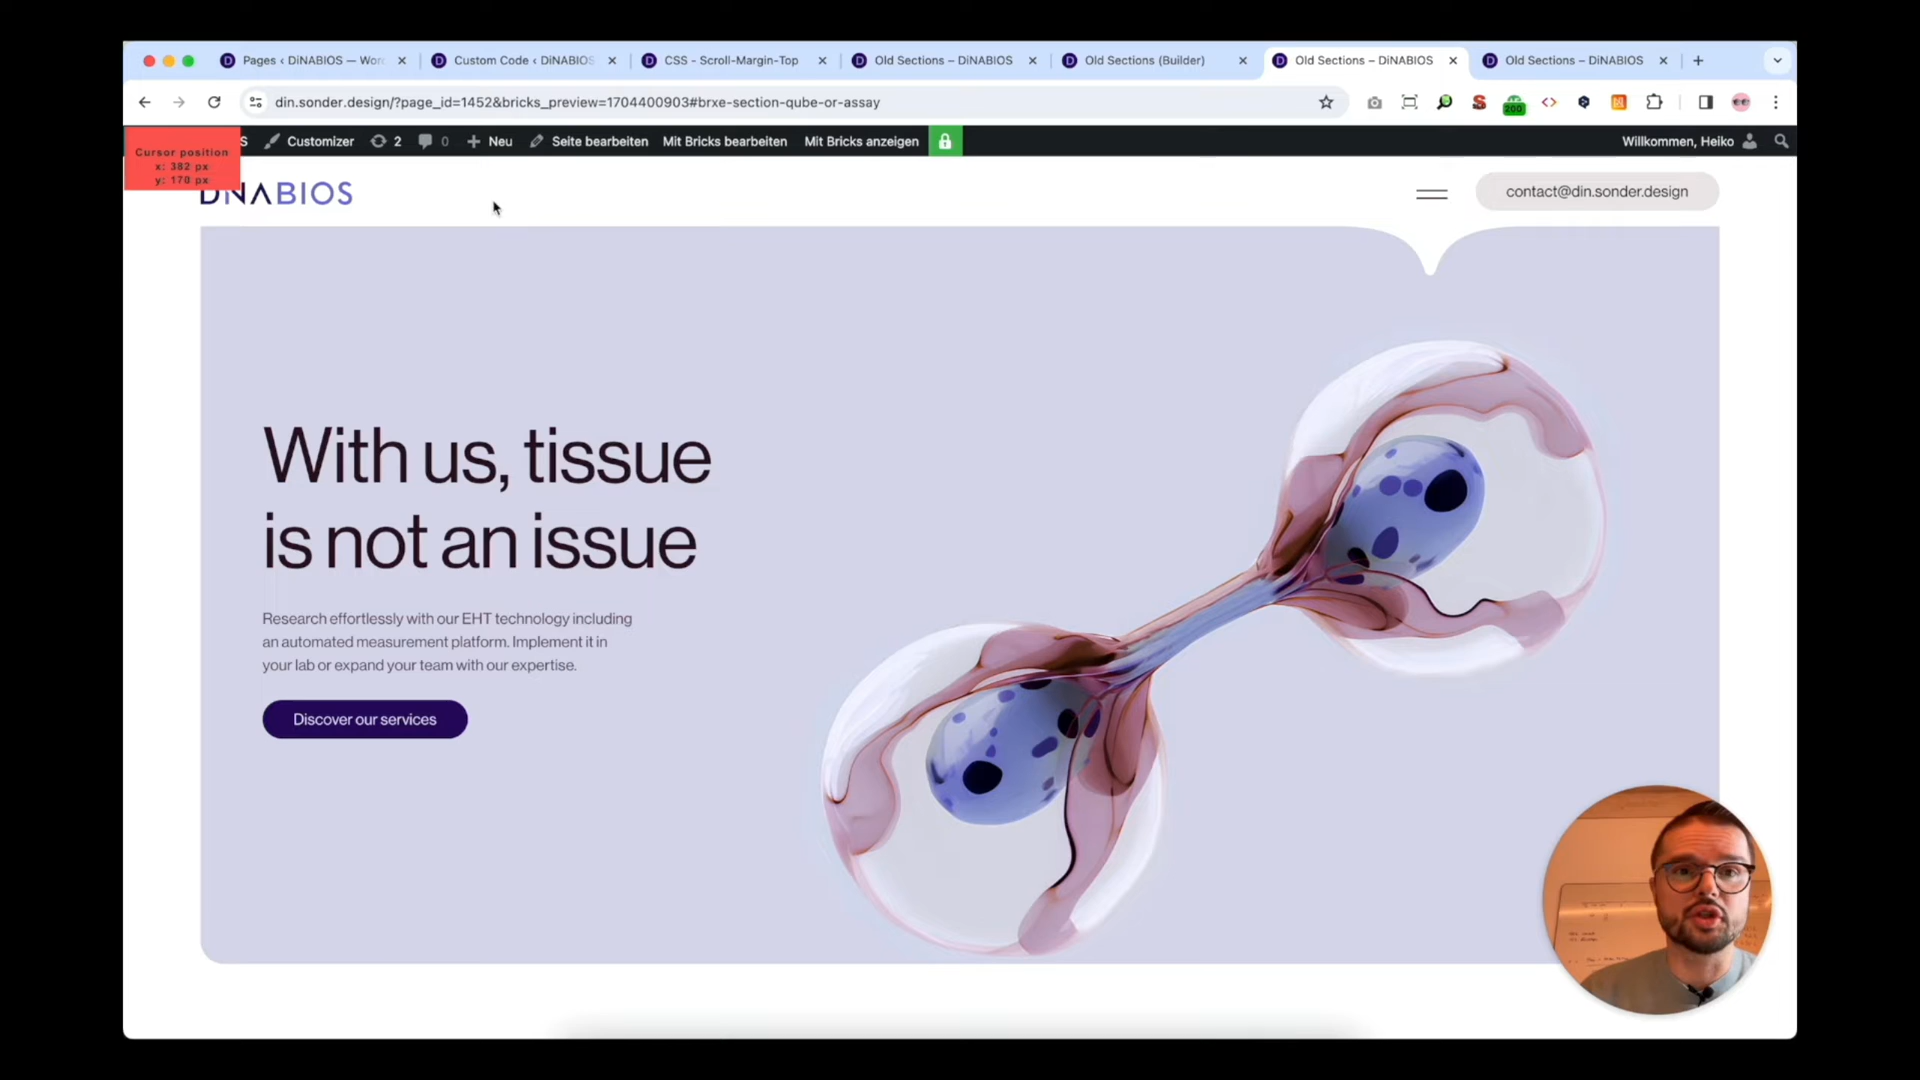 Pages ‹ DiNABIOS — Wor
Custom Code ‹ DiNABIOS
CSS - Scroll-Margin-Top
Old Sections – DiNABIOS
Old Sections (Builder)
Old Sections – DiNABIOS
Old Sections – DiNABIOS
din.sonder.design/?page_id=1452&bricks_preview=1704400903#brxe-section-qube-or-assay
200
S
Customizer
2
0
Neu
Seite bearbeiten
Mit Bricks bearbeiten
Mit Bricks anzeigen
Willkommen, Heiko
Cursor position
x: 382 px
y: 170 px
DNABIOS
contact@din.sonder.design
With us, tissue
is not an issue
Research effortlessly with our EHT technology including
an automated measurement platform. Implement it in
your lab or expand your team with our expertise.
Discover our services